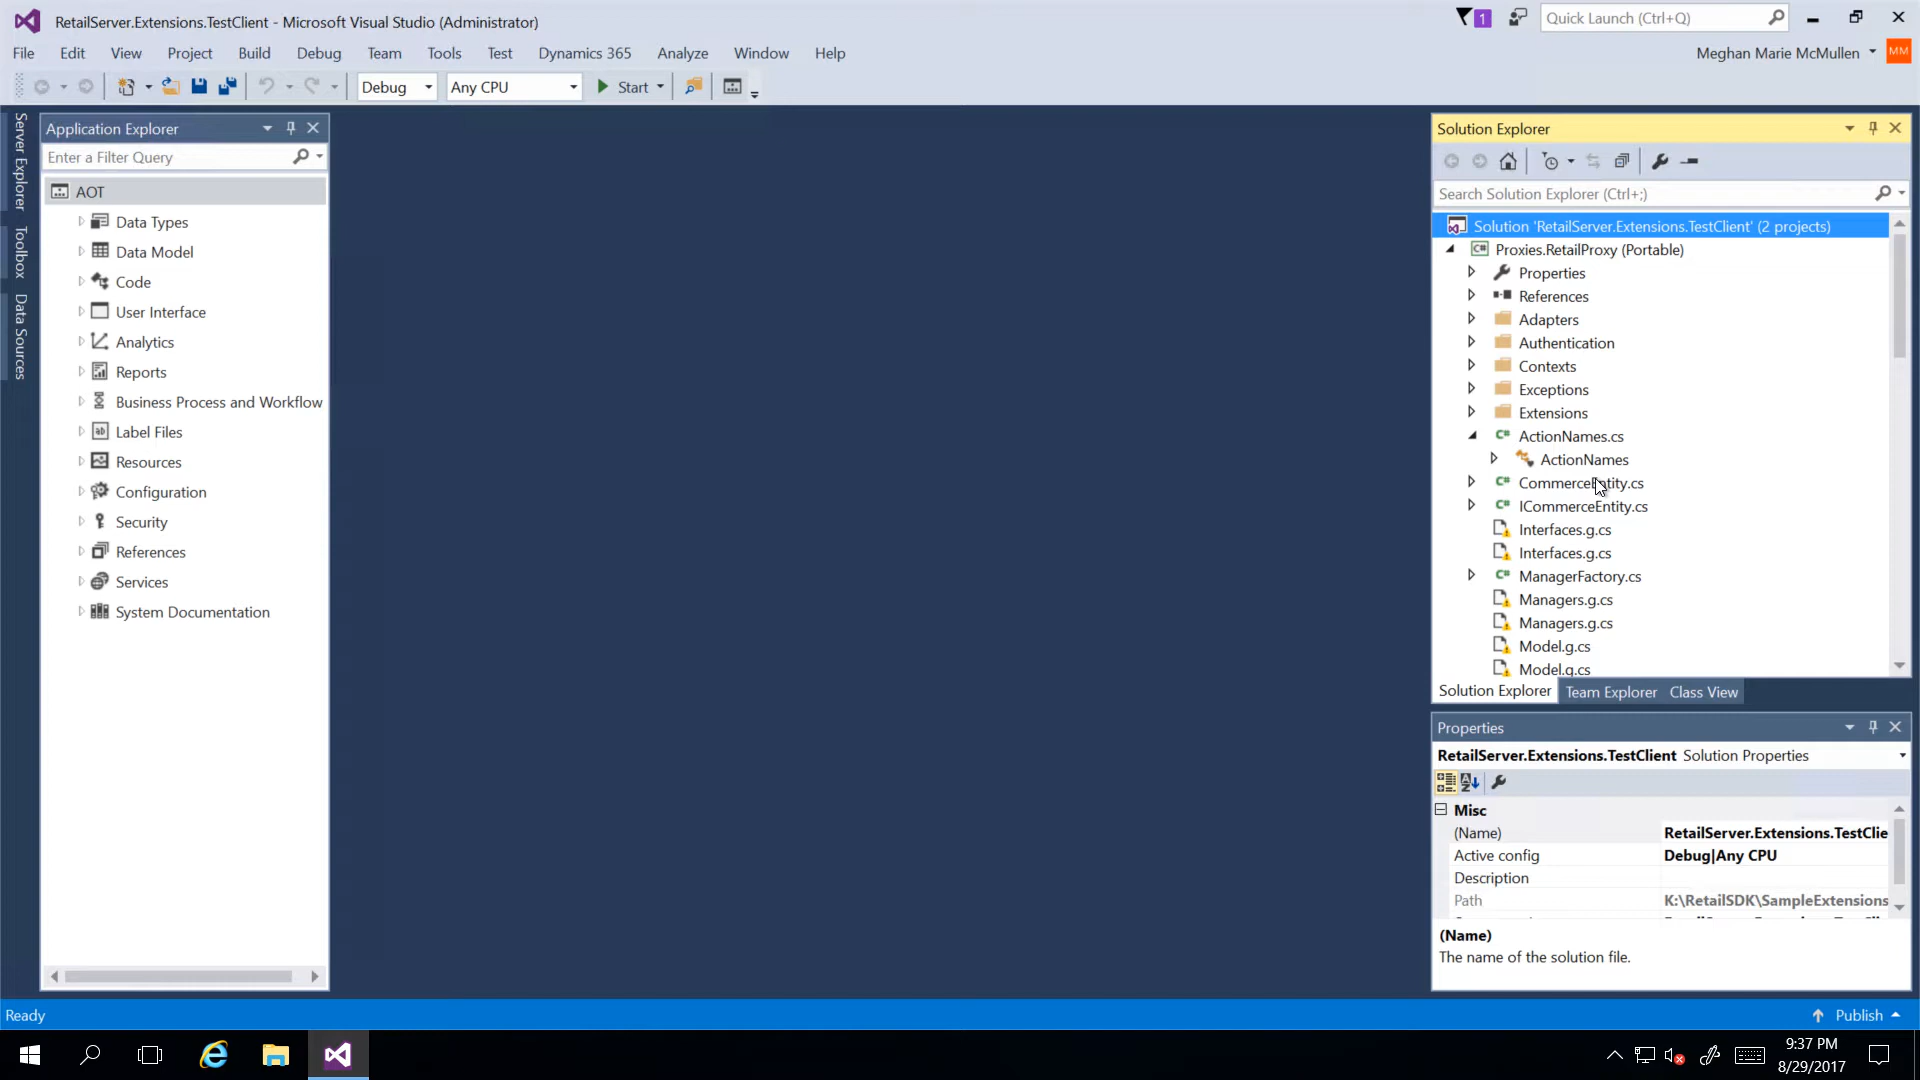 RetailServer.Extensions.TestClient - Microsoft Visual Studio (Administrator)
1
Quick Launch (Ctrl+Q)
File Edit View Project Build Debug Team Tools Test Dynamics 365 Analyze Window Help
Meghan Marie McMullen
MM
Debug
Any CPU
Start
Server Explorer
Toolbox
Data Sources
Application Explorer
Enter a Filter Query
AOT
Data Types
Data Model
Code
User Interface
Analytics
Reports
Business Process and Workflow
Label Files
Resources
Configuration
Security
References
Services
System Documentation
Solution Explorer
Search Solution Explorer (Ctrl+;)
Solution 'RetailServer.Extensions.TestClient' (2 projects)
Proxies.RetailProxy (Portable)
Properties
References
Adapters
Authentication
Contexts
Exceptions
Extensions
ActionNames.cs
ActionNames
CommerceEntity.cs
ICommerceEntity.cs
Interfaces.g.cs
Interfaces.g.cs
ManagerFactory.cs
Managers.g.cs
Managers.g.cs
Model.g.cs
Model.g.cs
Solution Explorer Team Explorer Class View
Properties
RetailServer.Extensions.TestClient Solution Properties
Misc
(Name) RetailServer.Extensions.TestClie
Active config Debug|Any CPU
Description
Path K:\RetailSDK\SampleExtensions
(Name)
The name of the solution file.
Ready
Publish
9:37 PM
8/29/2017